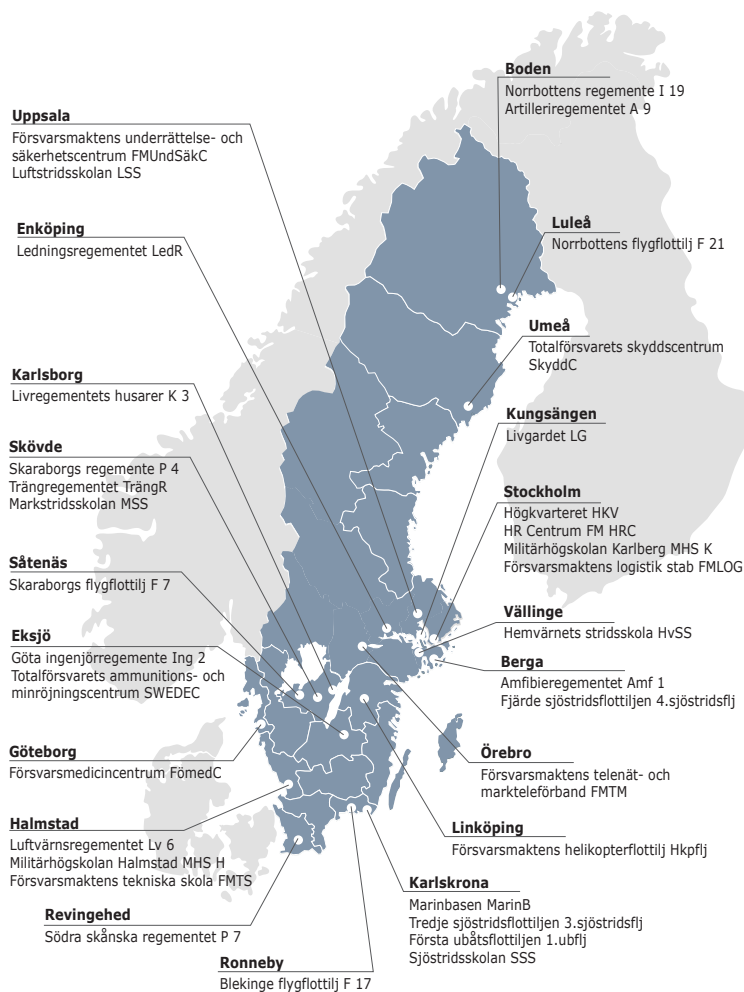 Boden
Norrbottens regemente I 19
Artilleriregementet A 9
Uppsala
Försvarsmaktens underrättelse- och
säkerhetscentrum FMUndSäkC
Luftstridsskolan LSS
Luleå
Norrbottens flygflottilj F 21
Enköping
Ledningsregementet LedR
Umeå
Totalförsvarets skyddscentrum
SkyddC
Karlsborg
Livregementets husarer K 3
Kungsängen
Livgardet LG
Skövde
Skaraborgs regemente P 4
Trängregementet TrängR
Markstridsskolan MSS
Stockholm
Högkvarteret HKV
HR Centrum FM HRC
Militärhögskolan Karlberg MHS K
Försvarsmaktens logistik stab FMLOG
Såtenäs
Skaraborgs flygflottilj F 7
Vällinge
Hemvärnets stridsskola HvSS
Eksjö
Göta ingenjörregemente Ing 2
Totalförsvarets ammunitions- och
minröjningscentrum SWEDEC
Berga
Amfibieregementet Amf 1
Fjärde sjöstridsflottiljen 4.sjöstridsflj
Göteborg
Försvarsmedicincentrum FömedC
Örebro
Försvarsmaktens telenät- och
markteleförband FMTM
Halmstad
Luftvärnsregementet Lv 6
Militärhögskolan Halmstad MHS H
Försvarsmaktens tekniska skola FMTS
Linköping
Försvarsmaktens helikopterflottilj Hkpflj
Karlskrona
Marinbasen MarinB
Tredje sjöstridsflottiljen 3.sjöstridsflj
Första ubåtsflottiljen 1.ubflj
Sjöstridsskolan SSS
Revingehed
Södra skånska regementet P 7
Ronneby
Blekinge flygflottilj F 17